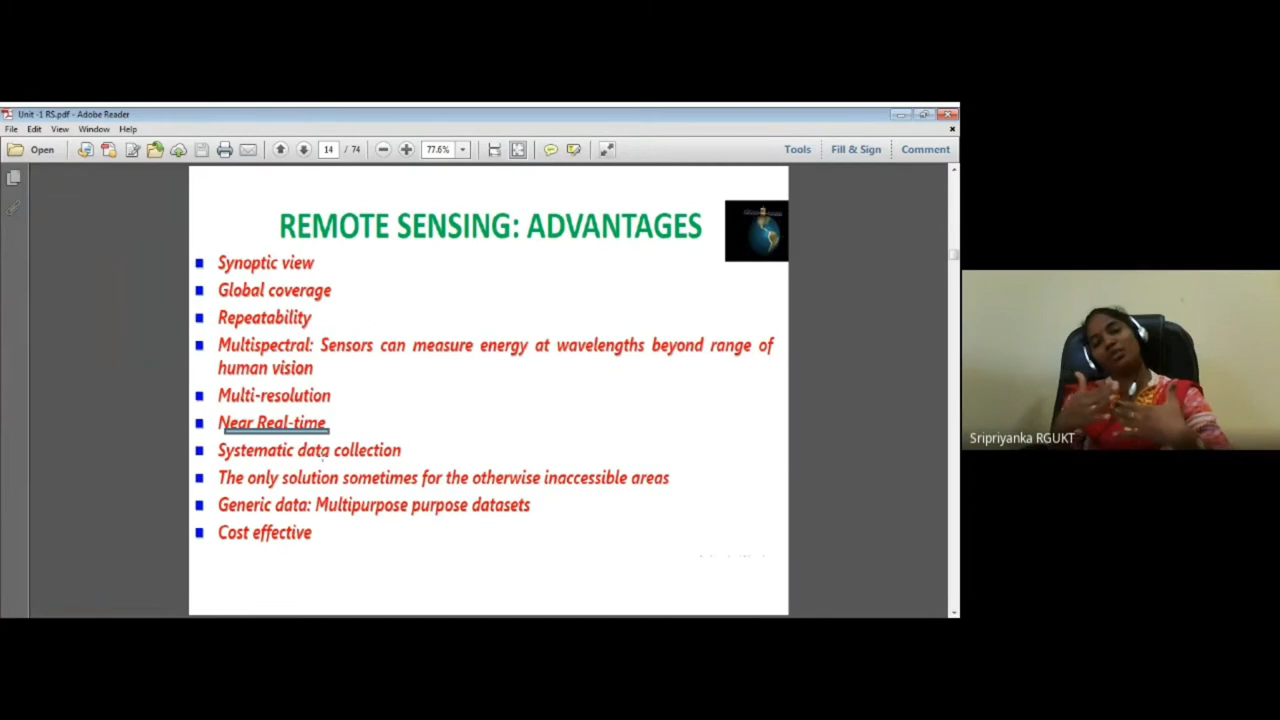 Unit -1 RS.pdf - Adobe Reader
File Edit View Window Help
Open 14 / 74 77.6% Tools Fill & Sign Comment
REMOTE SENSING: ADVANTAGES
Synoptic view
Global coverage
Repeatability
Multispectral: Sensors can measure energy at wavelengths beyond range of
human vision
Multi-resolution
Near Real-time
Systematic data collection
The only solution sometimes for the otherwise inaccessible areas
Generic data: Multipurpose purpose datasets
Cost effective
Sripriyanka RGUKT